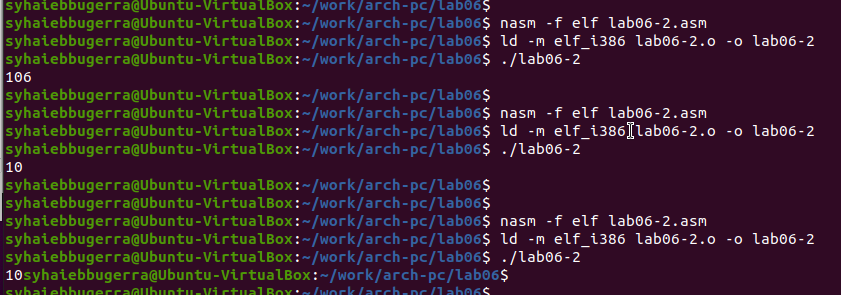 syhaiebbugerra@Ubuntu-VirtualBox:~/work/arch-pc/lab06$
syhaiebbugerra@Ubuntu-VirtualBox:~/work/arch-pc/lab06$ nasm -f elf lab06-2.asm
syhaiebbugerra@Ubuntu-VirtualBox:~/work/arch-pc/lab06$ ld -m elf_i386 lab06-2.o -o lab06-2
syhaiebbugerra@Ubuntu-VirtualBox:~/work/arch-pc/lab06$ ./lab06-2
106
syhaiebbugerra@Ubuntu-VirtualBox:~/work/arch-pc/lab06$
syhaiebbugerra@Ubuntu-VirtualBox:~/work/arch-pc/lab06$ nasm -f elf lab06-2.asm
syhaiebbugerra@Ubuntu-VirtualBox:~/work/arch-pc/lab06$ ld -m elf_i386 lab06-2.o -o lab06-2
syhaiebbugerra@Ubuntu-VirtualBox:~/work/arch-pc/lab06$ ./lab06-2
10
syhaiebbugerra@Ubuntu-VirtualBox:~/work/arch-pc/lab06$
syhaiebbugerra@Ubuntu-VirtualBox:~/work/arch-pc/lab06$
syhaiebbugerra@Ubuntu-VirtualBox:~/work/arch-pc/lab06$ nasm -f elf lab06-2.asm
syhaiebbugerra@Ubuntu-VirtualBox:~/work/arch-pc/lab06$ ld -m elf_i386 lab06-2.o -o lab06-2
syhaiebbugerra@Ubuntu-VirtualBox:~/work/arch-pc/lab06$ ./lab06-2
10syhaiebbugerra@Ubuntu-VirtualBox:~/work/arch-pc/lab06$
syhaiebbugerra@Ubuntu-VirtualBox:~/work/arch-pc/lab06$